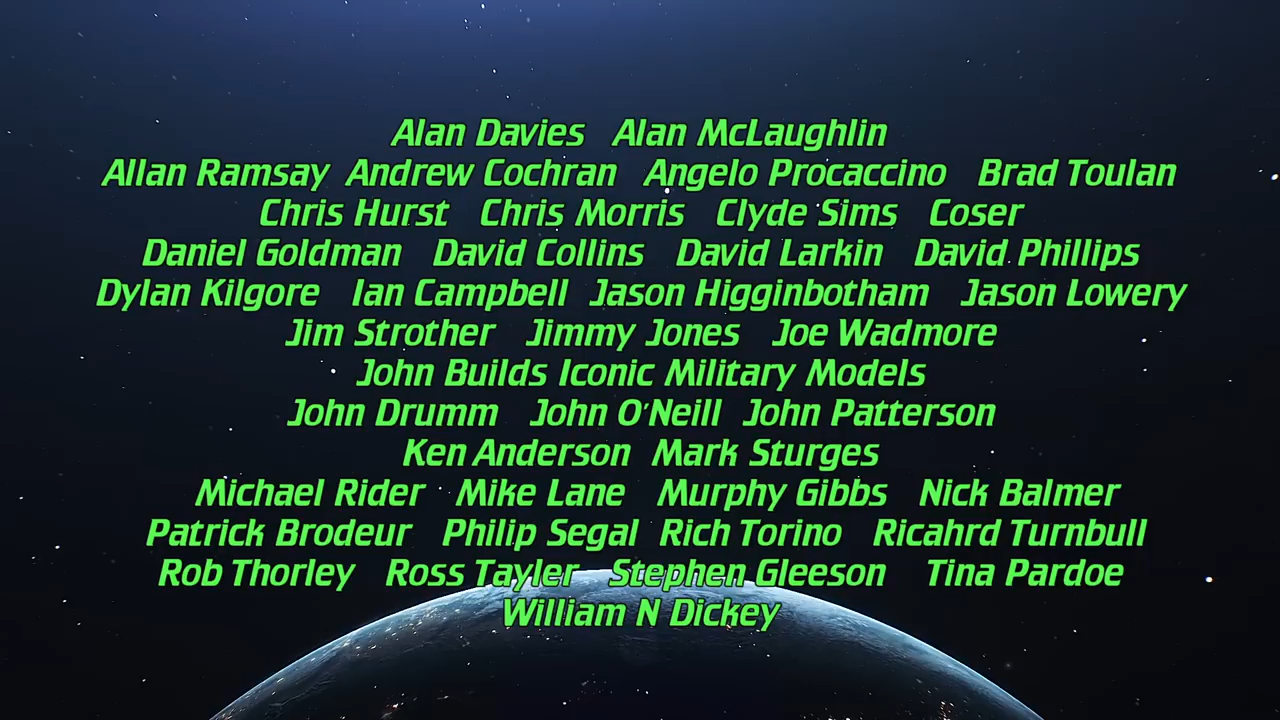 Alan Davies Alan McLaughlin
Allan Ramsay Andrew Cochran Angelo Procaccino Brad Toulan
Chris Hurst Chris Morris Clyde Sims Coser
Daniel Goldman David Collins David Larkin David Phillips
Dylan Kilgore Ian Campbell Jason Higginbotham Jason Lowery
Jim Strother Jimmy Jones Joe Wadmore
John Builds Iconic Military Models
John Drumm John O'Neill John Patterson
Ken Anderson Mark Sturges
Michael Rider Mike Lane Murphy Gibbs Nick Balmer
Patrick Brodeur Philip Segal Rich Torino Ricahrd Turnbull
Rob Thorley Ross Tayler Stephen Gleeson Tina Pardoe
William N Dickey